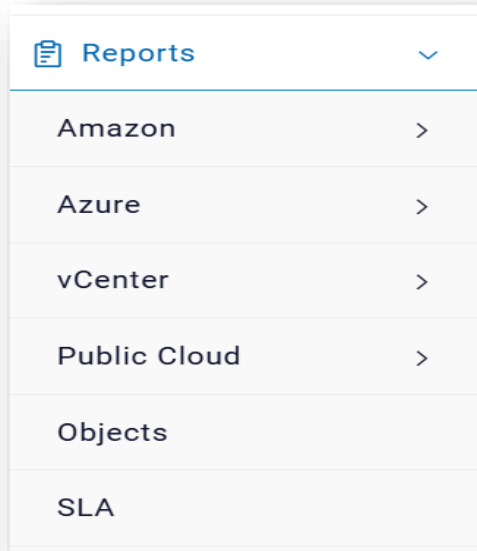 Reports
Amazon
Azure
vCenter
Public Cloud
Objects
SLA